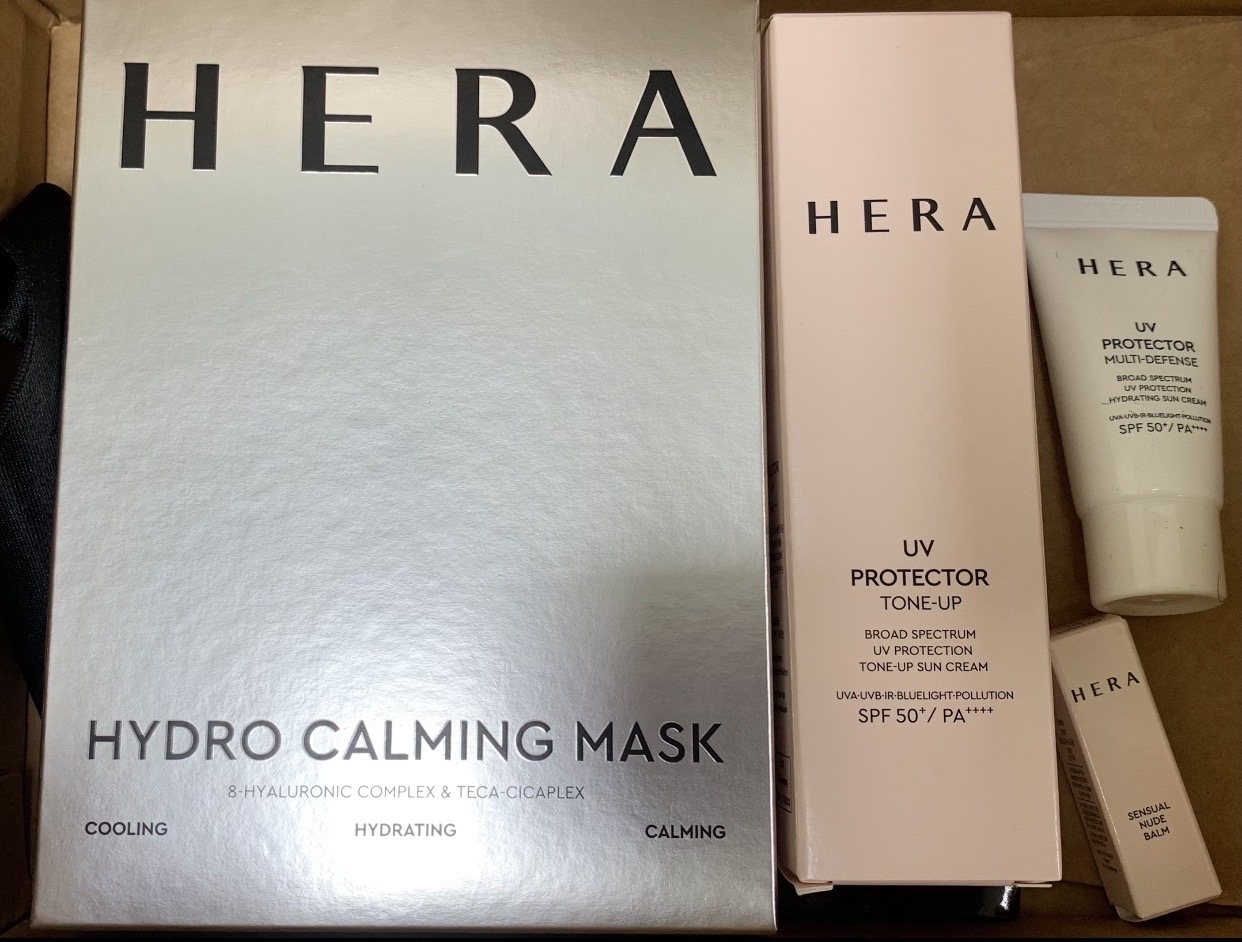 HERA
HYDRO CALMING MASK
8-HYALURONIC COMPLEX & TECA-CICAPLEX
COOLING
HYDRATING
CALMING
HERA
UV
PROTECTOR
TONE-UP
BROAD SPECTRUM
UV PROTECTION
TONE-UP SUN CREAM
UVA·UVB·IR·BLUELIGHT·POLLUTION
SPF 50⁺/ PA⁺⁺⁺⁺
HERA
UV
PROTECTOR
MULTI-DEFENSE
BROAD SPECTRUM
UV PROTECTION
HYDRATING SUN CREAM
UVA·UVB·IR·BLUELIGHT·POLLUTION
SPF 50⁺/ PA⁺⁺⁺⁺
HERA
SENSUAL
NUDE
BALM